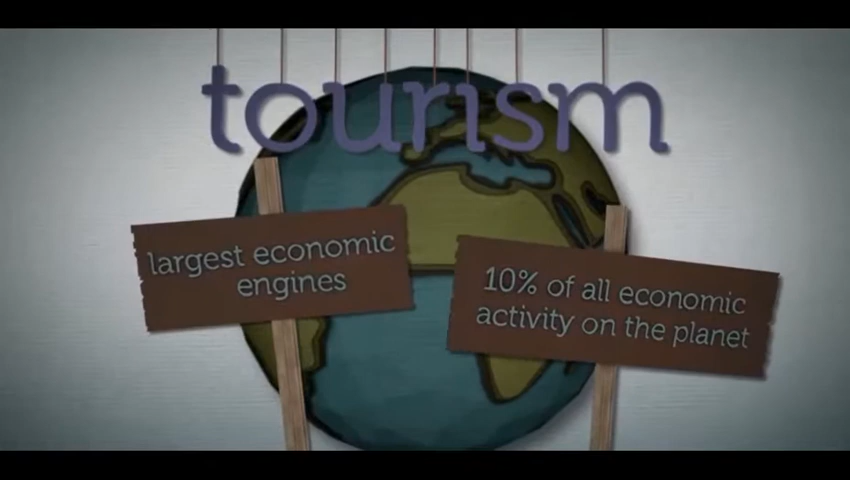 tourism
largest economic
engines
10% of all economic
activity on the planet